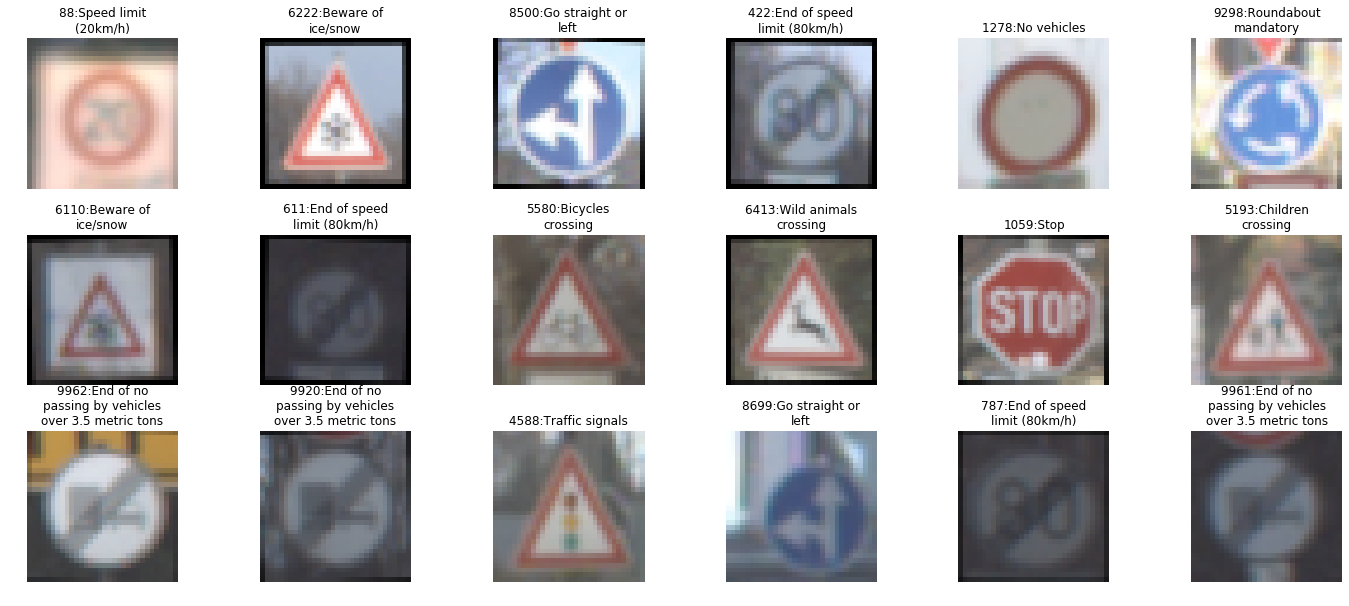 88:Speed limit
(20km/h)
6222:Beware of
ice/snow
8500:Go straight or
left
422:End of speed
limit (80km/h)
1278:No vehicles
9298:Roundabout
mandatory
20
80
6110:Beware of
ice/snow
611:End of speed
limit (80km/h)
5580:Bicycles
crossing
6413:Wild animals
crossing
1059:Stop
5193:Children
crossing
80
STOP
9962:End of no
passing by vehicles
over 3.5 metric tons
9920:End of no
passing by vehicles
over 3.5 metric tons
4588:Traffic signals
8699:Go straight or
left
787:End of speed
limit (80km/h)
9961:End of no
passing by vehicles
over 3.5 metric tons
80